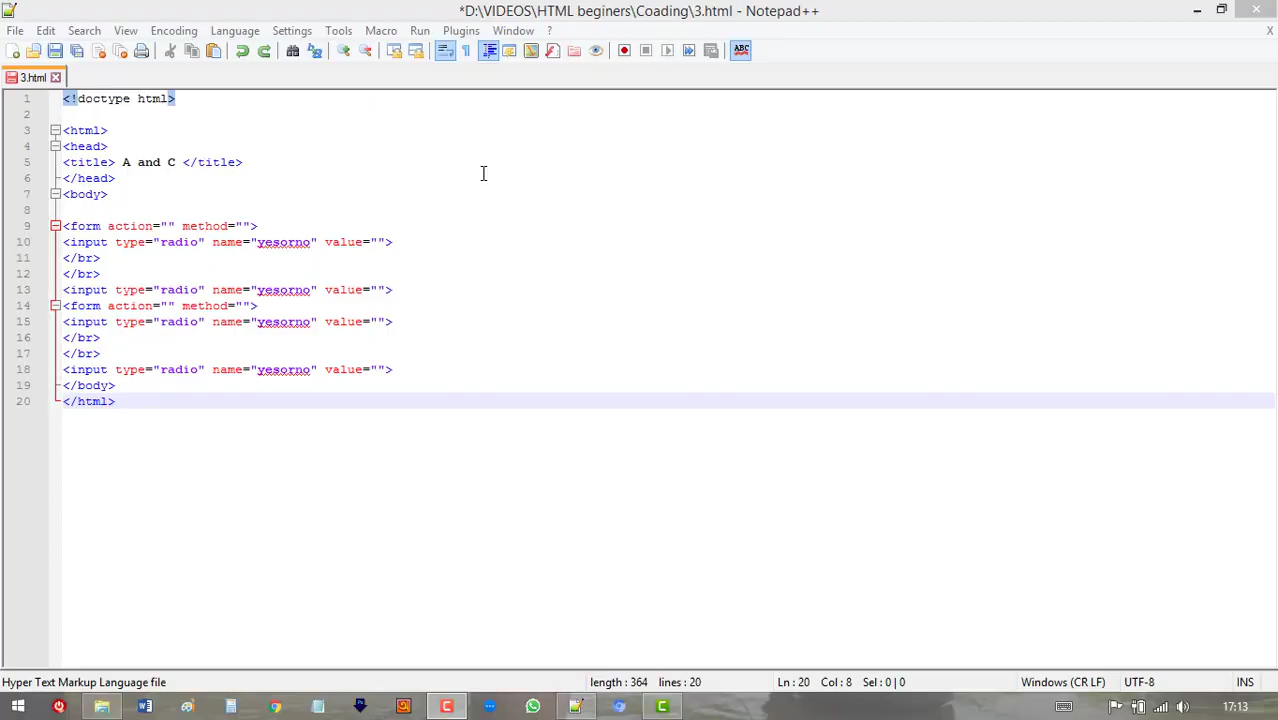 *D:\VIDEOS\HTML beginers\Coading\3.html - Notepad++
File Edit Search View Encoding Language Settings Tools Macro Run Plugins Window ? X
ABC
3.html
1 <!doctype html>
2
3 <html>
4 <head>
5 <title> A and C </title>
6 </head>
7 <body>
8
9 <form action="" method="">
10 <input type="radio" name="yesorno" value="">
11 </br>
12 </br>
13 <input type="radio" name="yesorno" value="">
14 <form action="" method="">
15 <input type="radio" name="yesorno" value="">
16 </br>
17 </br>
18 <input type="radio" name="yesorno" value="">
19 </body>
20 </html>
Hyper Text Markup Language file length : 364 lines : 20 Ln : 20 Col : 8 Sel : 0 | 0 Windows (CR LF) UTF-8 INS
17:13